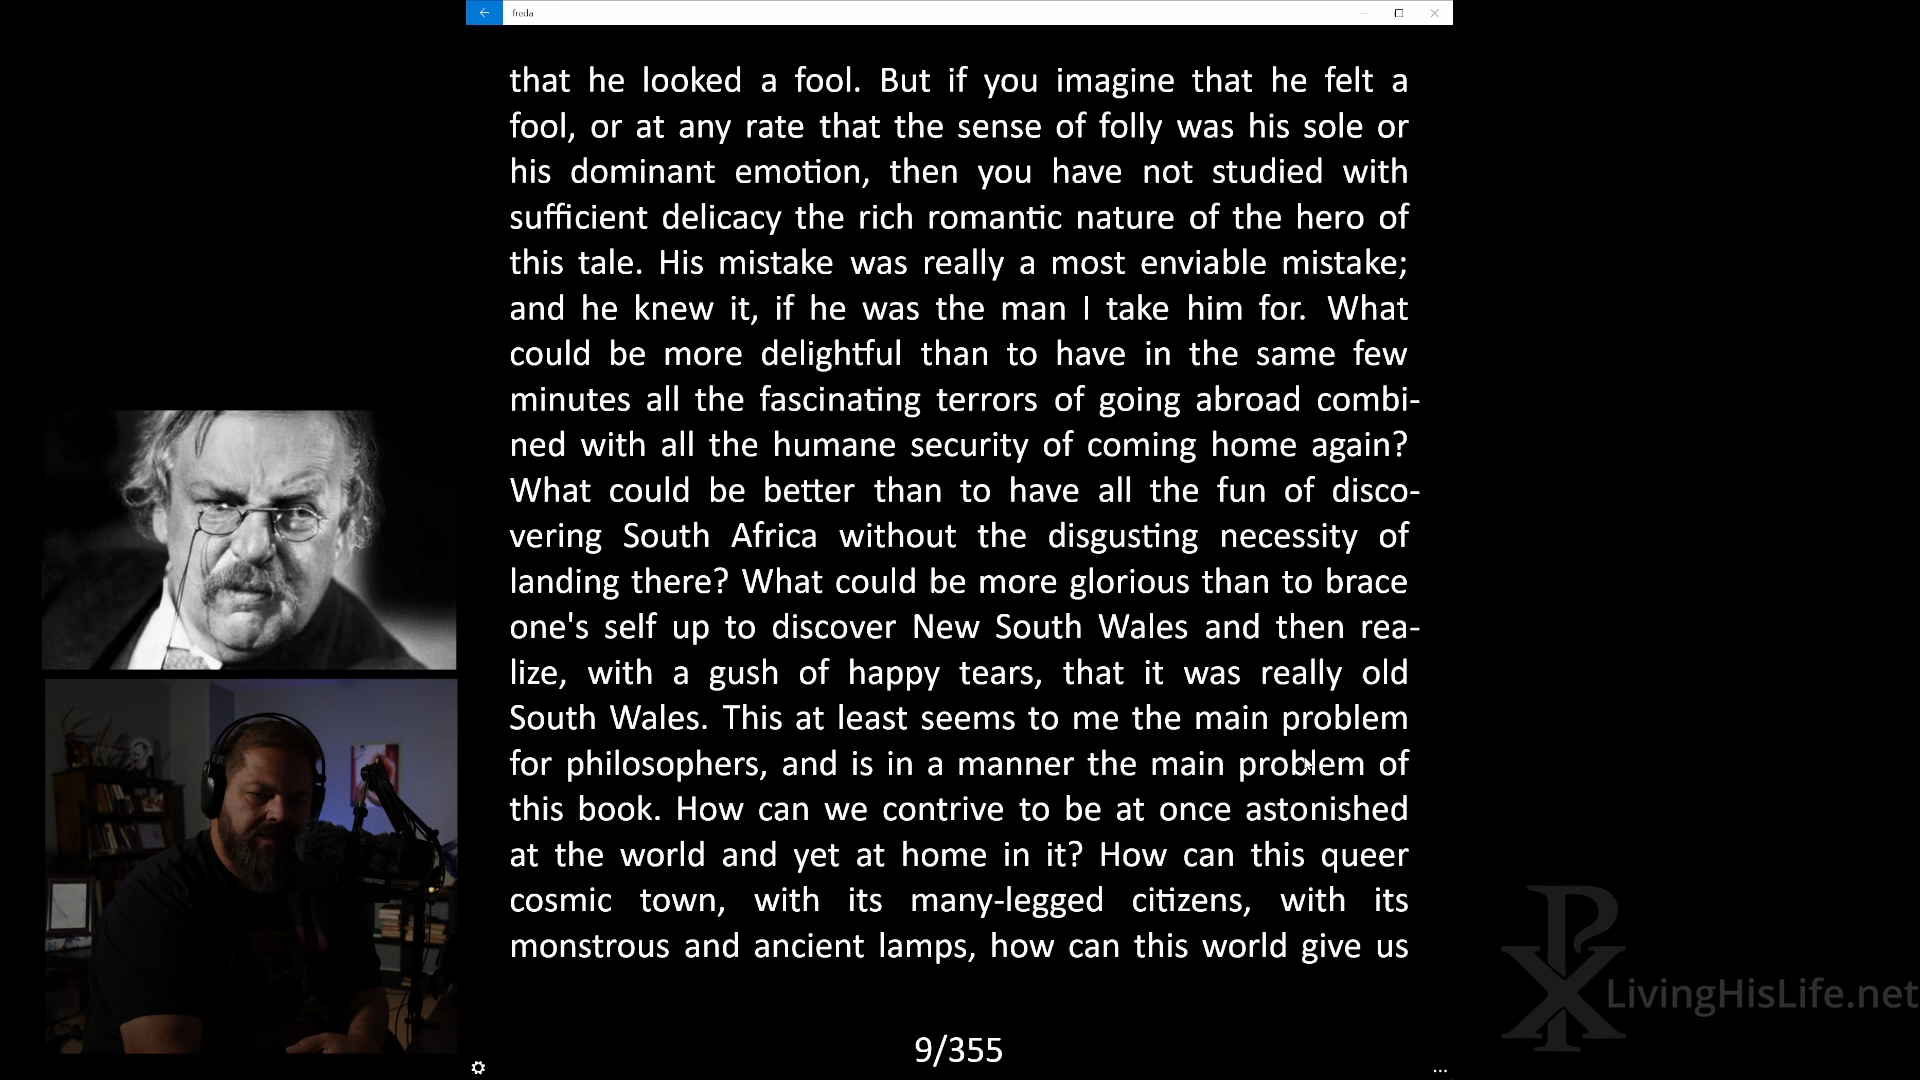 freda
that he looked a fool. But if you imagine that he felt a
fool, or at any rate that the sense of folly was his sole or
his dominant emotion, then you have not studied with
sufficient delicacy the rich romantic nature of the hero of
this tale. His mistake was really a most enviable mistake;
and he knew it, if he was the man I take him for. What
could be more delightful than to have in the same few
minutes all the fascinating terrors of going abroad combi-
ned with all the humane security of coming home again?
What could be better than to have all the fun of disco-
vering South Africa without the disgusting necessity of
landing there? What could be more glorious than to brace
one's self up to discover New South Wales and then rea-
lize, with a gush of happy tears, that it was really old
South Wales. This at least seems to me the main problem
for philosophers, and is in a manner the main problem of
this book. How can we contrive to be at once astonished
at the world and yet at home in it? How can this queer
cosmic town, with its many-legged citizens, with its
monstrous and ancient lamps, how can this world give us
9/355
LivingHisLife.net